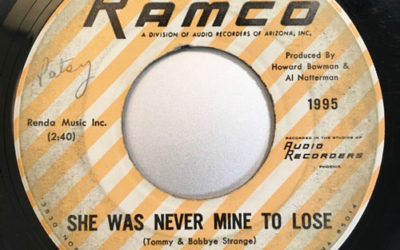 RAMCO
A DIVISION OF AUDIO RECORDERS OF ARIZONA, INC.
Patsy
Produced By
Howard Bowman &
Al Natterman
1995
Renda Music Inc.
(2:40)
RECORDED IN THE STUDIOS OF
AUDIO
RECORDERS
PHOENIX
SHE WAS NEVER MINE TO LOSE
(Tommy & Bobbye Strange)